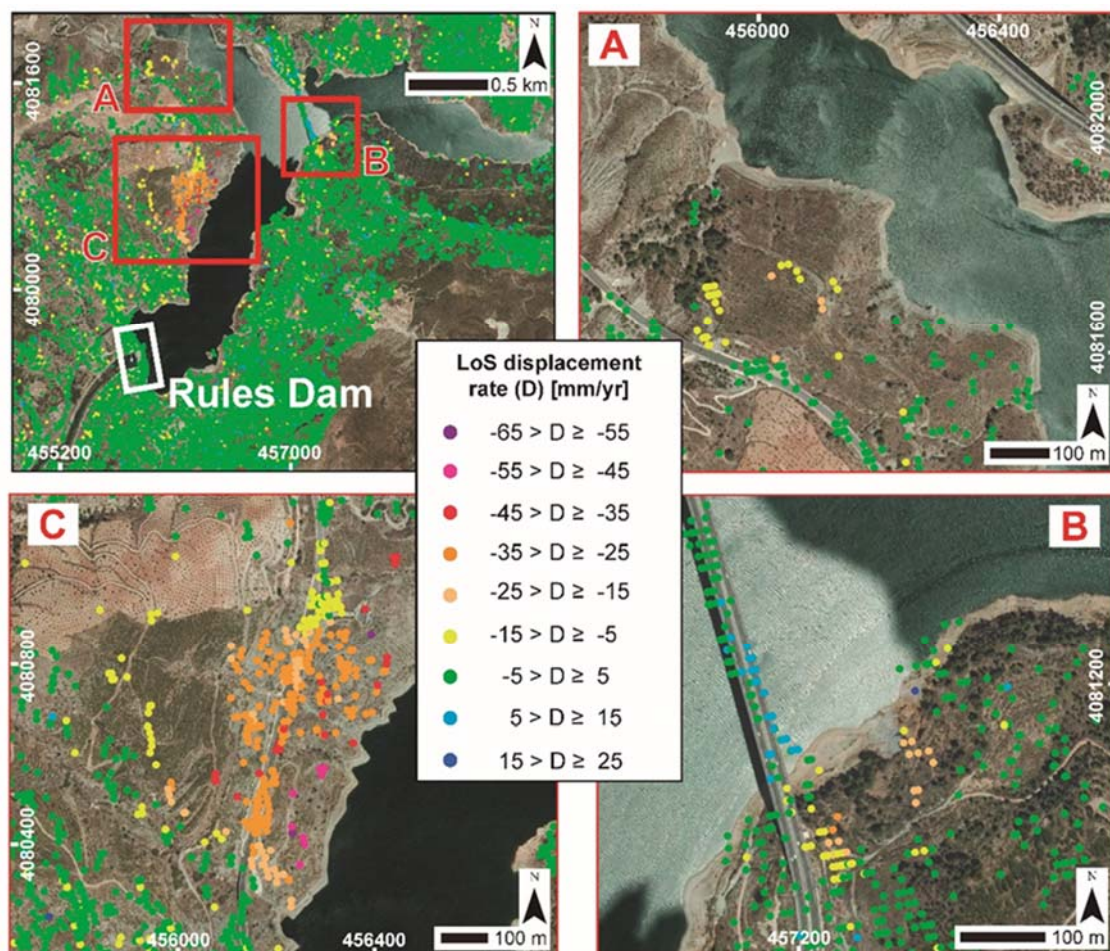 N
0.5 km
4081600
A
B
C
4080000
Rules Dam
455200
457000
A
456000
456400
4082000
4081600
N
100 m
LoS displacement
rate (D) [mm/yr]
-65 > D ≥ -55
-55 > D ≥ -45
-45 > D ≥ -35
-35 > D ≥ -25
-25 > D ≥ -15
-15 > D ≥ -5
-5 > D ≥ 5
5 > D ≥ 15
15 > D ≥ 25
C
4080800
4080400
456000
456400
N
100 m
B
4081200
457200
N
100 m